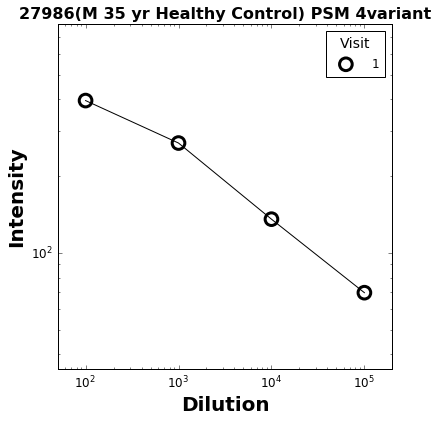 27986(M 35 yr Healthy Control) PSM 4variant
Visit
1
Intensity
10²
10² 10³ 10⁴ 10⁵
Dilution